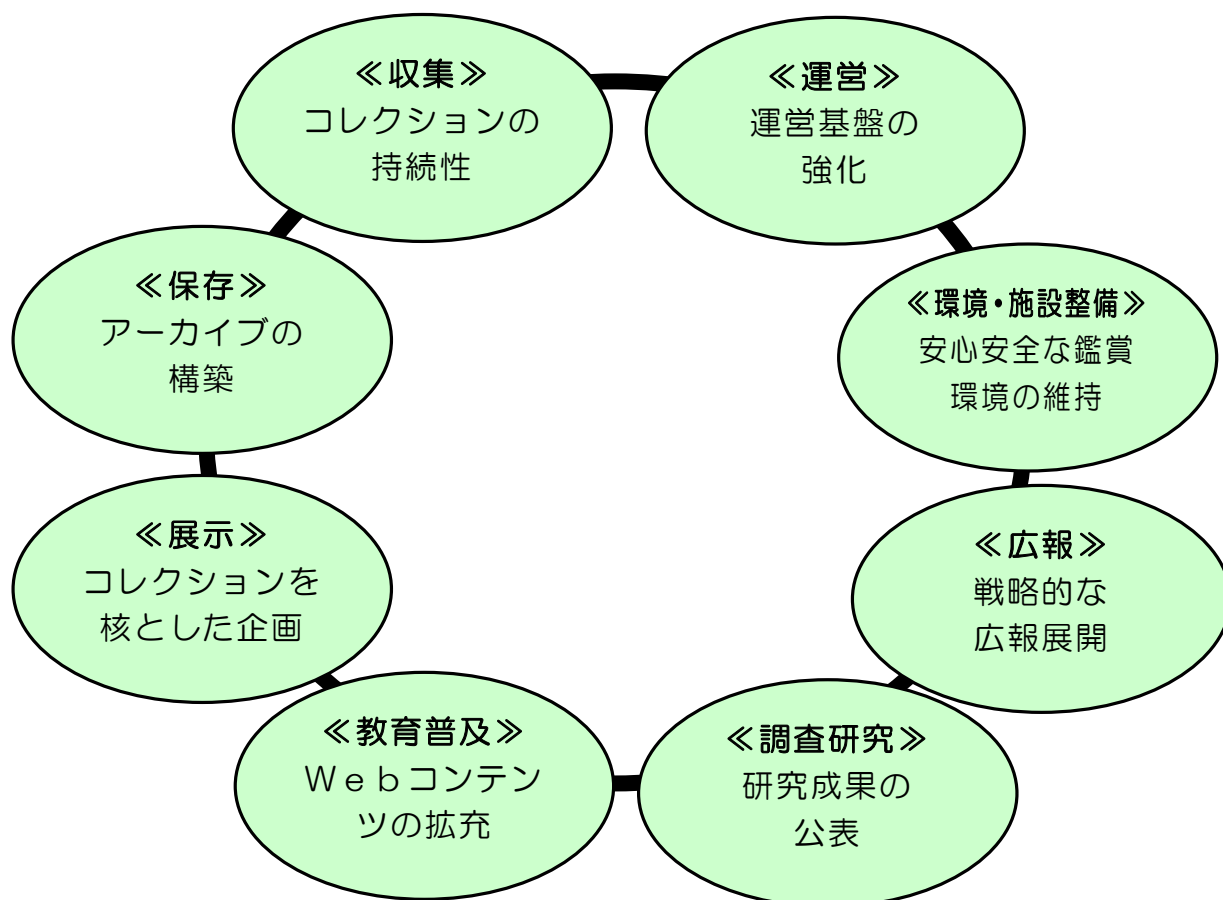 ≪収集≫
コレクションの
持続性
≪運営≫
運営基盤の
強化
≪保存≫
アーカイブの
構築
≪環境・施設整備≫
安心安全な鑑賞
環境の維持
≪展示≫
コレクションを
核とした企画
≪広報≫
戦略的な
広報展開
≪教育普及≫
Ｗｅｂコンテン
ツの拡充
≪調査研究≫
研究成果の
公表